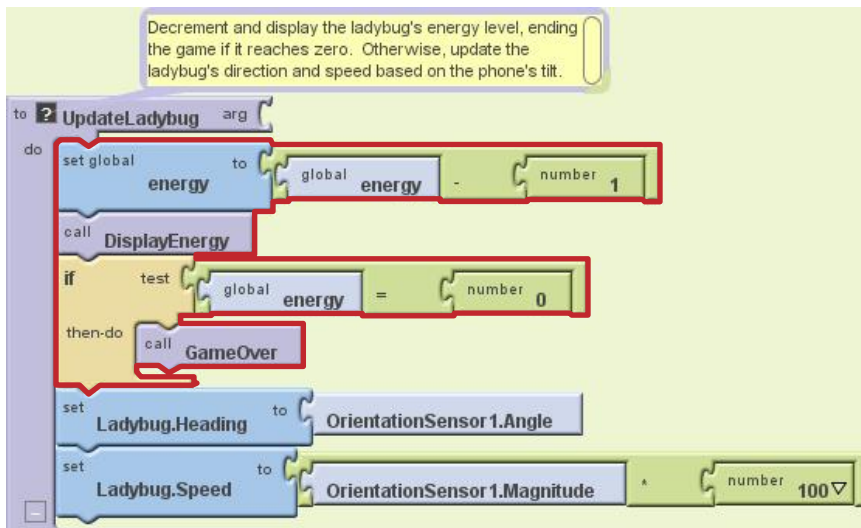 Decrement and display the ladybug's energy level, ending
the game if it reaches zero. Otherwise, update the
ladybug's direction and speed based on the phone's tilt.
to ? UpdateLadybug arg
do
set global energy to global energy - number 1
call DisplayEnergy
if test global energy = number 0
then-do call GameOver
set Ladybug.Heading to OrientationSensor1.Angle
set Ladybug.Speed to OrientationSensor1.Magnitude * number 100